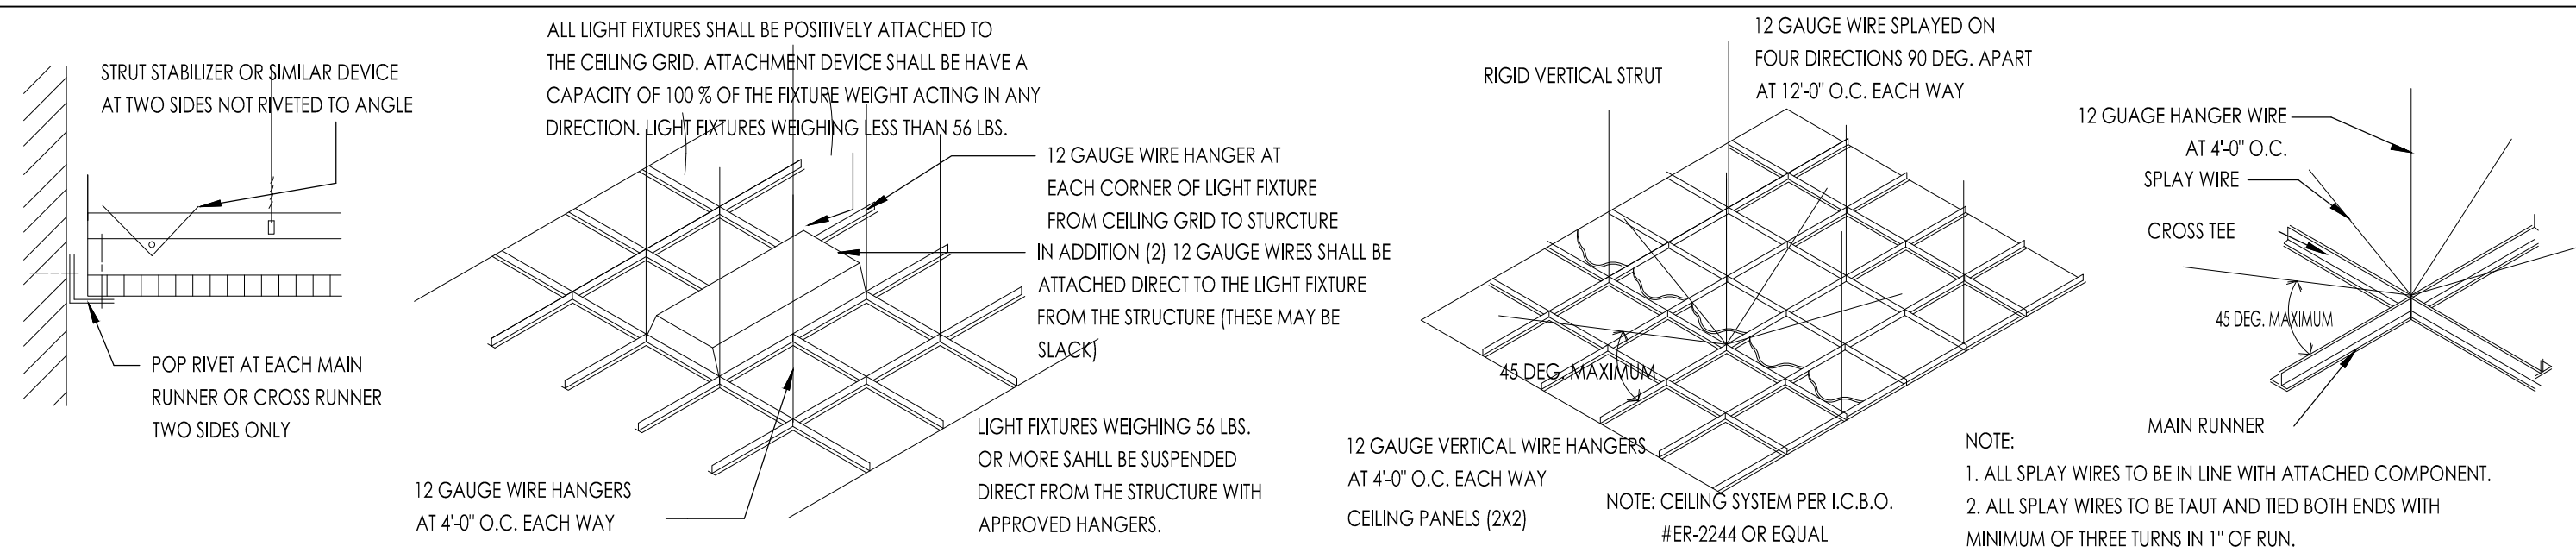 STRUT STABILIZER OR SIMILAR DEVICE
AT TWO SIDES NOT RIVETED TO ANGLE
POP RIVET AT EACH MAIN
RUNNER OR CROSS RUNNER
TWO SIDES ONLY
ALL LIGHT FIXTURES SHALL BE POSITIVELY ATTACHED TO
THE CEILING GRID. ATTACHMENT DEVICE SHALL BE HAVE A
CAPACITY OF 100 % OF THE FIXTURE WEIGHT ACTING IN ANY
DIRECTION. LIGHT FIXTURES WEIGHING LESS THAN 56 LBS.
12 GAUGE WIRE HANGER AT
EACH CORNER OF LIGHT FIXTURE
FROM CEILING GRID TO STURCTURE
IN ADDITION (2) 12 GAUGE WIRES SHALL BE
ATTACHED DIRECT TO THE LIGHT FIXTURE
FROM THE STRUCTURE (THESE MAY BE
SLACK)
12 GAUGE WIRE HANGERS
AT 4'-0" O.C. EACH WAY
LIGHT FIXTURES WEIGHING 56 LBS.
OR MORE SAHLL BE SUSPENDED
DIRECT FROM THE STRUCTURE WITH
APPROVED HANGERS.
RIGID VERTICAL STRUT
12 GAUGE WIRE SPLAYED ON
FOUR DIRECTIONS 90 DEG. APART
AT 12'-0" O.C. EACH WAY
45 DEG. MAXIMUM
12 GAUGE VERTICAL WIRE HANGERS
AT 4'-0" O.C. EACH WAY
CEILING PANELS (2X2)
NOTE: CEILING SYSTEM PER I.C.B.O.
#ER-2244 OR EQUAL
12 GUAGE HANGER WIRE
AT 4'-0" O.C.
SPLAY WIRE
CROSS TEE
45 DEG. MAXIMUM
MAIN RUNNER
NOTE:
1. ALL SPLAY WIRES TO BE IN LINE WITH ATTACHED COMPONENT.
2. ALL SPLAY WIRES TO BE TAUT AND TIED BOTH ENDS WITH
MINIMUM OF THREE TURNS IN 1" OF RUN.